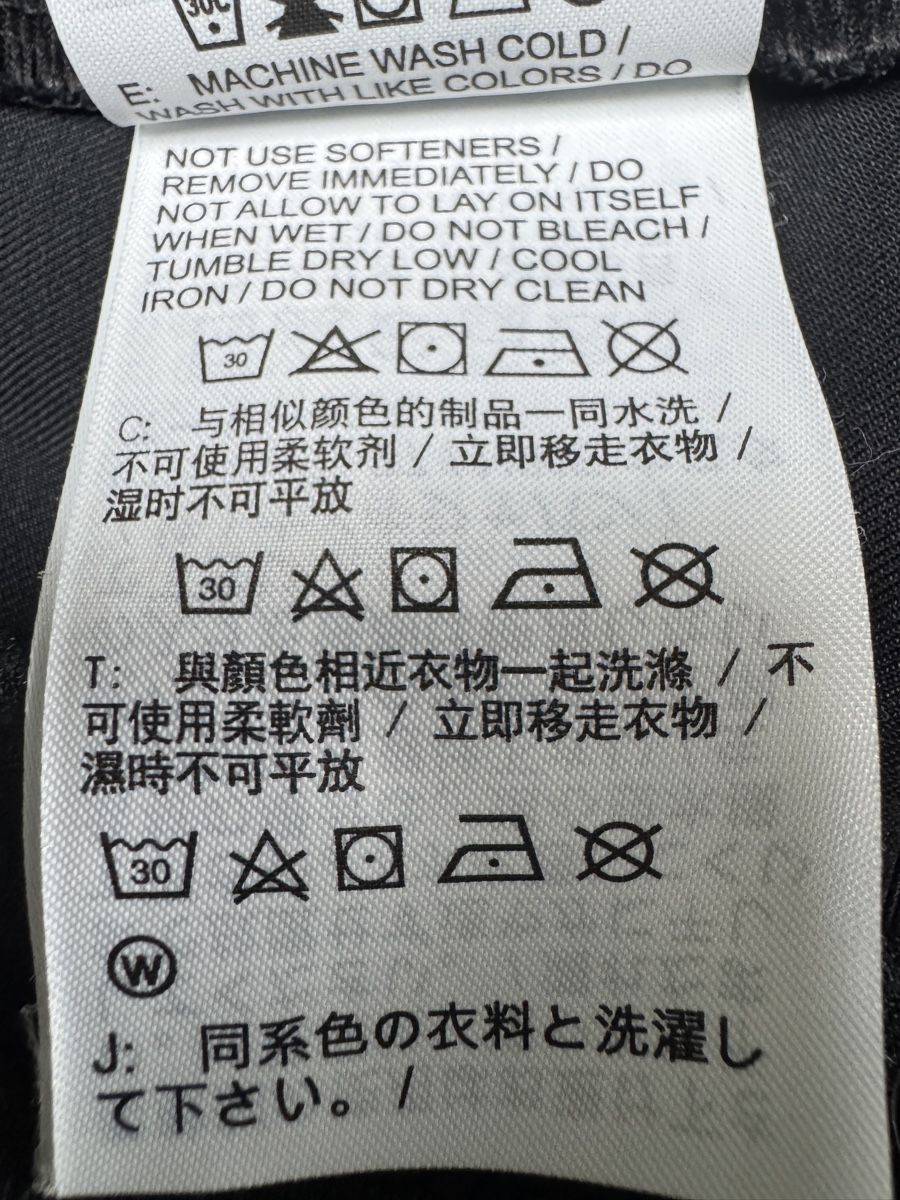 30C
E: MACHINE WASH COLD /
WASH WITH LIKE COLORS / DO
NOT USE SOFTENERS /
REMOVE IMMEDIATELY / DO
NOT ALLOW TO LAY ON ITSELF
WHEN WET / DO NOT BLEACH /
TUMBLE DRY LOW / COOL
IRON / DO NOT DRY CLEAN
30
C: 与相似颜色的制品一同水洗 /
不可使用柔软剂 / 立即移走衣物 /
湿时不可平放
30
T: 與顏色相近衣物一起洗滌 / 不
可使用柔軟劑 / 立即移走衣物 /
濕時不可平放
30
W
J: 同系色の衣料と洗濯し
て下さい。 /